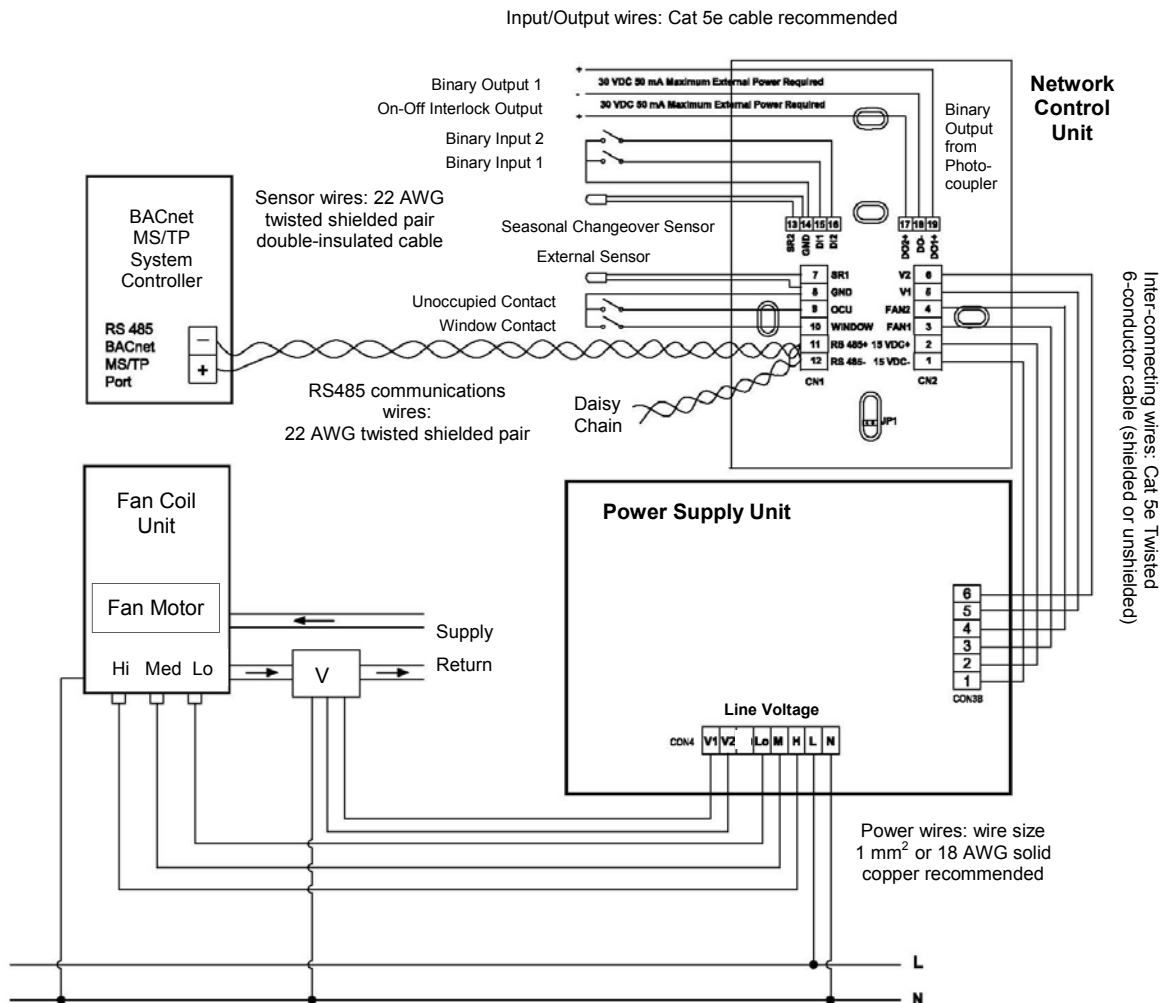 Input/Output wires: Cat 5e cable recommended
Binary Output 1
On-Off Interlock Output
Binary Input 2
Binary Input 1
+
30 VDC 50 mA Maximum External Power Required
-
30 VDC 50 mA Maximum External Power Required
+
Network
Control
Unit
Binary
Output
from
Photo-
coupler
BACnet
MS/TP
System
Controller
RS 485
BACnet
MS/TP
Port
−
+
Sensor wires: 22 AWG
twisted shielded pair
double-insulated cable
Seasonal Changeover Sensor
External Sensor
Unoccupied Contact
Window Contact
13 14 15 16
SR2 GND DI1 DI2
17 18 19
DO2+ DO- DO1+
7 SR1 V2 6
8 GND V1 5
9 OCU FAN2 4
10 WINDOW FAN1 3
11 RS 485+ 15 VDC+ 2
12 RS 485- 15 VDC- 1
CN1 CN2
JP1
RS485 communications
wires:
22 AWG twisted shielded pair
Daisy
Chain
Inter-connecting wires: Cat 5e Twisted
6-conductor cable (shielded or unshielded)
Fan Coil
Unit
Fan Motor
Hi Med Lo
Supply
Return
V
Power Supply Unit
6
5
4
3
2
1
CON3B
Line Voltage
CON4 V1 V2 Lo M H L N
Power wires: wire size
1 mm² or 18 AWG solid
copper recommended
L
N